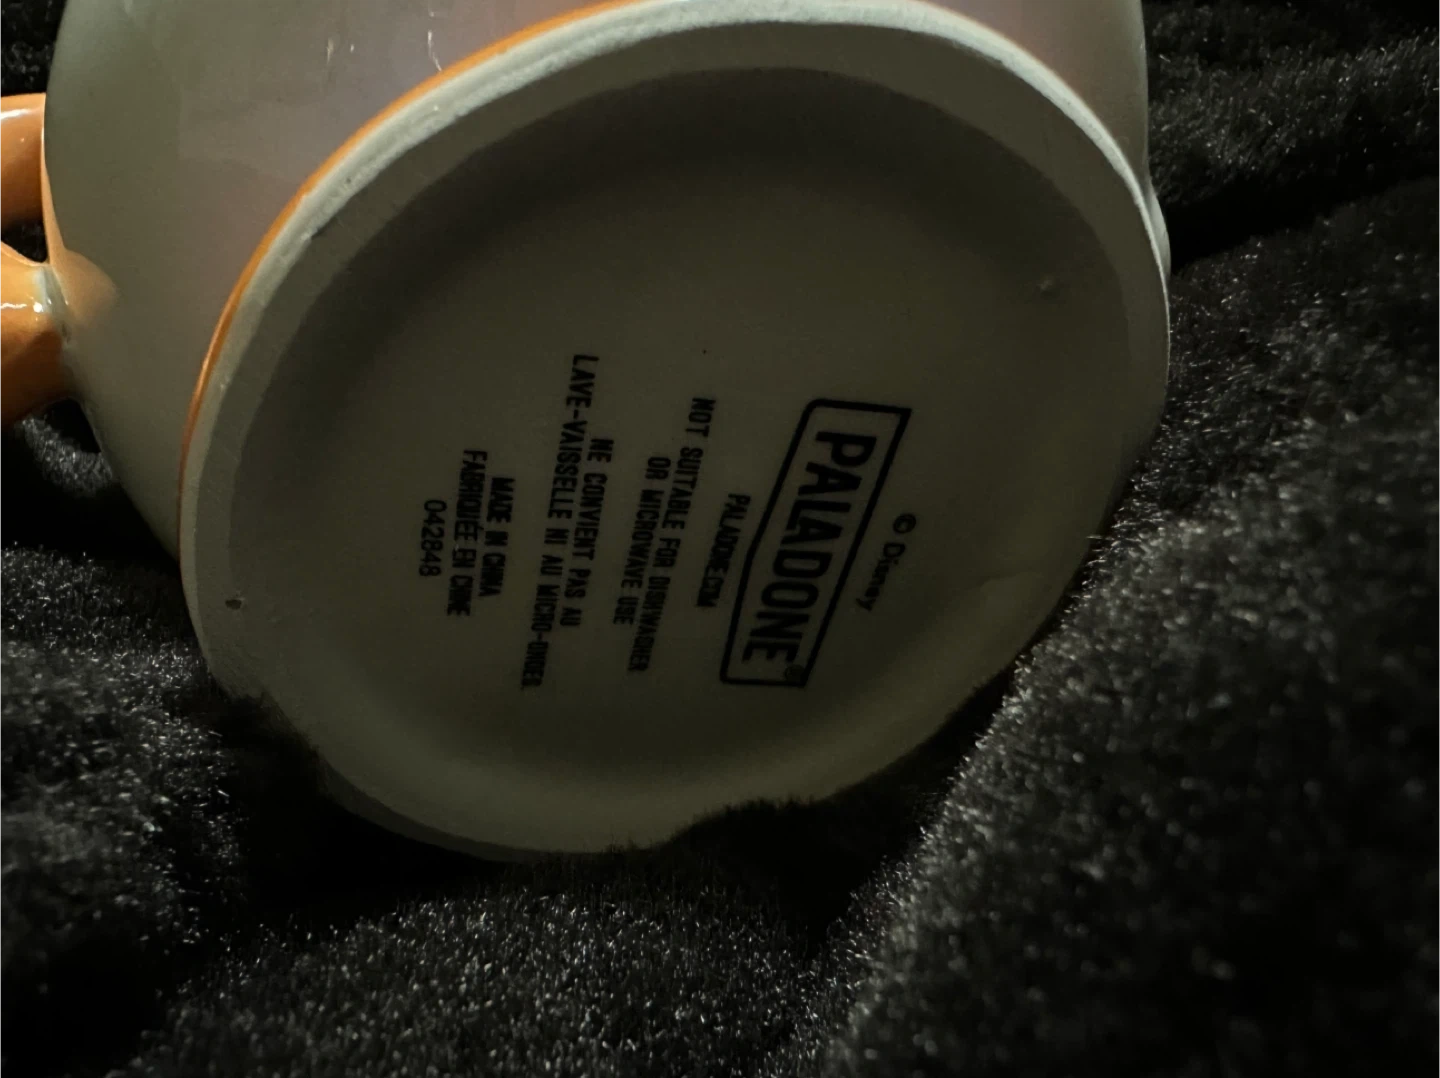 © Disney
PALADONE®
PALADONE.COM
NOT SUITABLE FOR DISHWASHER
OR MICROWAVE USE
NE CONVIENT PAS AU
LAVE-VAISSELLE NI AU MICRO-ONDES.
MADE IN CHINA
FABRIQUÉE EN CHINE
042848